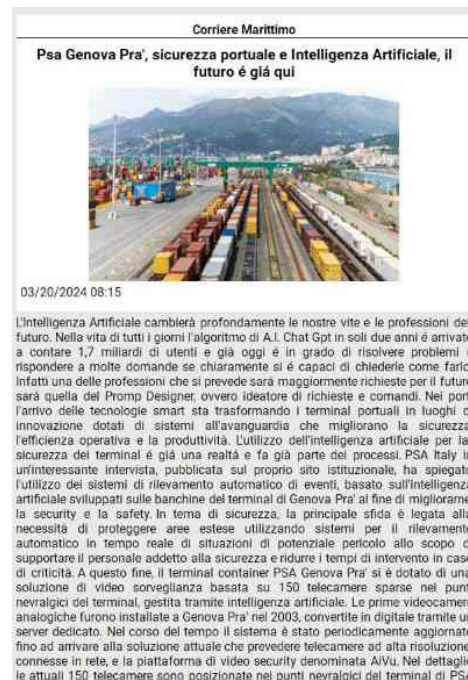 Corriere Marittimo
Psa Genova Pra', sicurezza portuale e Intelligenza Artificiale, il
futuro é giá qui
03/20/2024 08:15
L'Intelligenza Artificiale cambierà profondamente le nostre vite e le professioni del
futuro. Nella vita di tutti i giorni l'algoritmo di A.I. Chat Gpt in soli due anni é arrivato
a contare 1,7 miliardi di utenti e già oggi è in grado di risolvere problemi
rispondere a molte domande se chiaramente si é capaci di chiederle come farlo.
Infatti una delle professioni che si prevede sarà maggiormente richieste per il futuro
sarà quella del Promp Designer, ovvero ideatore di richieste e comandi. Nei port
l'arrivo delle tecnologie smart sta trasformando i terminal portuali in luoghi d
innovazione dotati di sistemi all'avanguardia che migliorano la sicurezza
l'efficienza operativa e la produttività. L'utilizzo dell'intelligenza artificiale per la
sicurezza dei terminal é giá una realtá e fa già parte dei processi. PSA Italy in
un'interessante intervista, pubblicata sul proprio sito istituzionale, ha spiegato
l'utilizzo dei sistemi di rilevamento automatico di eventi, basato sull'intelligenza
artificiale sviluppati sulle banchine del terminal di Genova Pra' al fine di migliorarne
la security e la safety. In tema di sicurezza, la principale sfida è legata alla
necessità di proteggere aree estese utilizzando sistemi per il rilevamento
automatico in tempo reale di situazioni di potenziale pericolo allo scopo d
supportare il personale addetto alla sicurezza e ridurre i tempi di intervento in caso
di criticità. A questo fine, il terminal container PSA Genova Pra' si è dotato di una
soluzione di video sorveglianza basata su 150 telecamere sparse nei punti
nevralgici del terminal, gestita tramite intelligenza artificiale. Le prime videocamere
analogiche furono installate a Genova Pra' nel 2003, convertite in digitale tramite un
server dedicato. Nel corso del tempo il sistema è stato periodicamente aggiornato
fino ad arrivare alla soluzione attuale che prevedere telecamere ad alta risoluzione,
connesse in rete, e la piattaforma di video security denominata AiVu. Nel dettaglio
le attuali 150 telecamere sono posizionate nei punti nevralgici del terminal di PSA